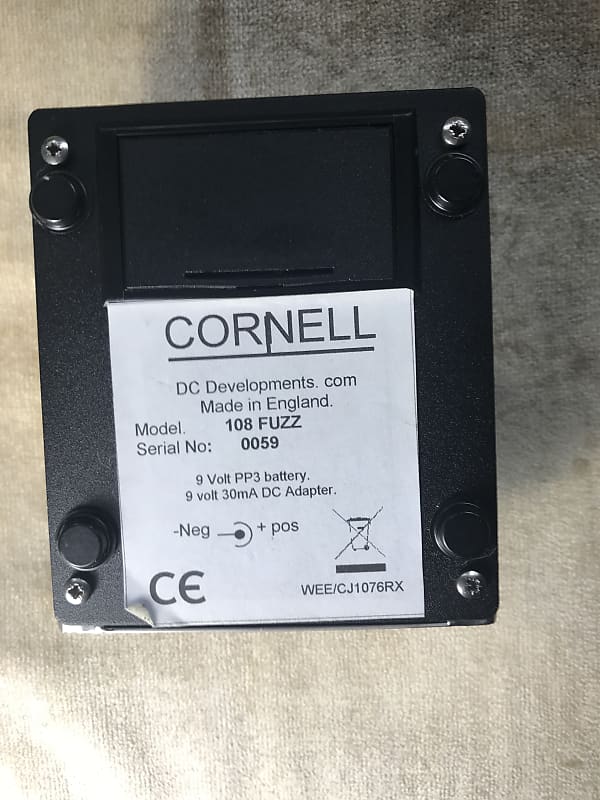 CORNELL
DC Developments. com
Made in England.
Model. 108 FUZZ
Serial No: 0059
9 Volt PP3 battery.
9 volt 30mA DC Adapter.
-Neg + pos
CE WEE/CJ1076RX